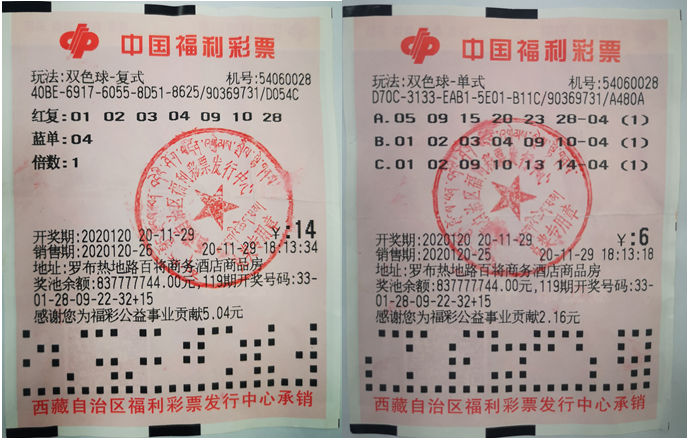 中国福利彩票
玩法:双色球-复式 机号:54060028
40BE-6917-6055-8D51-8625/90369731/D054C
红复:01 02 03 04 09 10 28
蓝单:04
倍数:1
开奖期:2020120 20-11-29 ¥:14
销售期:2020120-26 20-11-29 18:13:34
地址:罗布热地路百将商务酒店商品房
奖池余额:837777744.00元,119期开奖号码:33-
01-28-09-22-32+15
感谢您为福彩公益事业贡献5.04元
西藏自治区福利彩票发行中心承销
中国福利彩票
玩法:双色球-单式 机号:54060028
D70C-3133-EAB1-5E01-B11C/90369731/A480A
A.05 09 15 20 23 28-04 (1)
B.01 02 03 04 09 10-04 (1)
C.01 02 09 10 13 14-04 (1)
开奖期:2020120 20-11-29 ¥:6
销售期:2020120-25 20-11-29 18:13:18
地址:罗布热地路百将商务酒店商品房
奖池余额:837777744.00元,119期开奖号码:33-
01-28-09-22-32+15
感谢您为福彩公益事业贡献2.16元
西藏自治区福利彩票发行中心承销